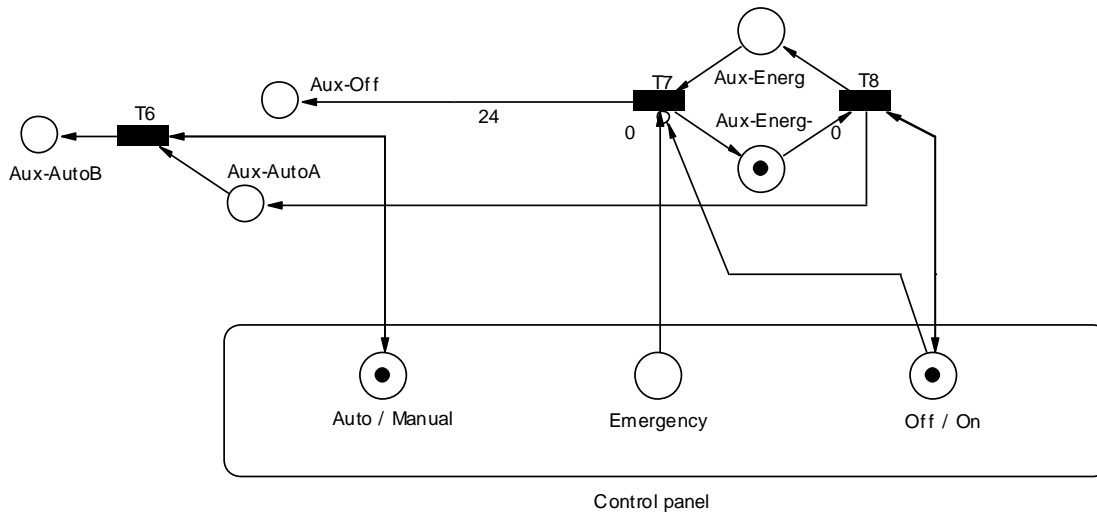 Aux-Energ
T7
T8
Aux-Off
T6
24
0
Aux-Energ-
0
Aux-AutoB
Aux-AutoA
Auto / Manual
Emergency
Off / On
Control panel